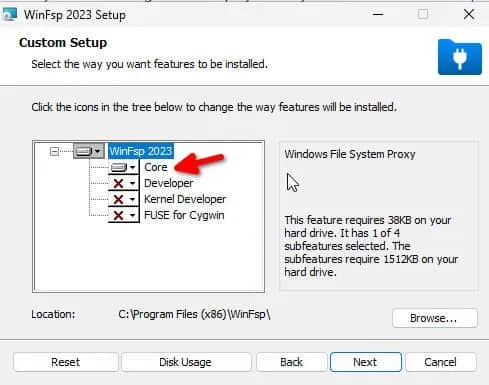 WinFsp 2023 Setup
Custom Setup
Select the way you want features to be installed.
Click the icons in the tree below to change the way features will be installed.
WinFsp 2023
Core
Developer
Kernel Developer
FUSE for Cygwin
Windows File System Proxy
This feature requires 38KB on your
hard drive. It has 1 of 4
subfeatures selected. The
subfeatures require 1512KB on your
hard drive.
Location: C:\Program Files (x86)\WinFsp\
Browse...
Reset Disk Usage Back Next Cancel